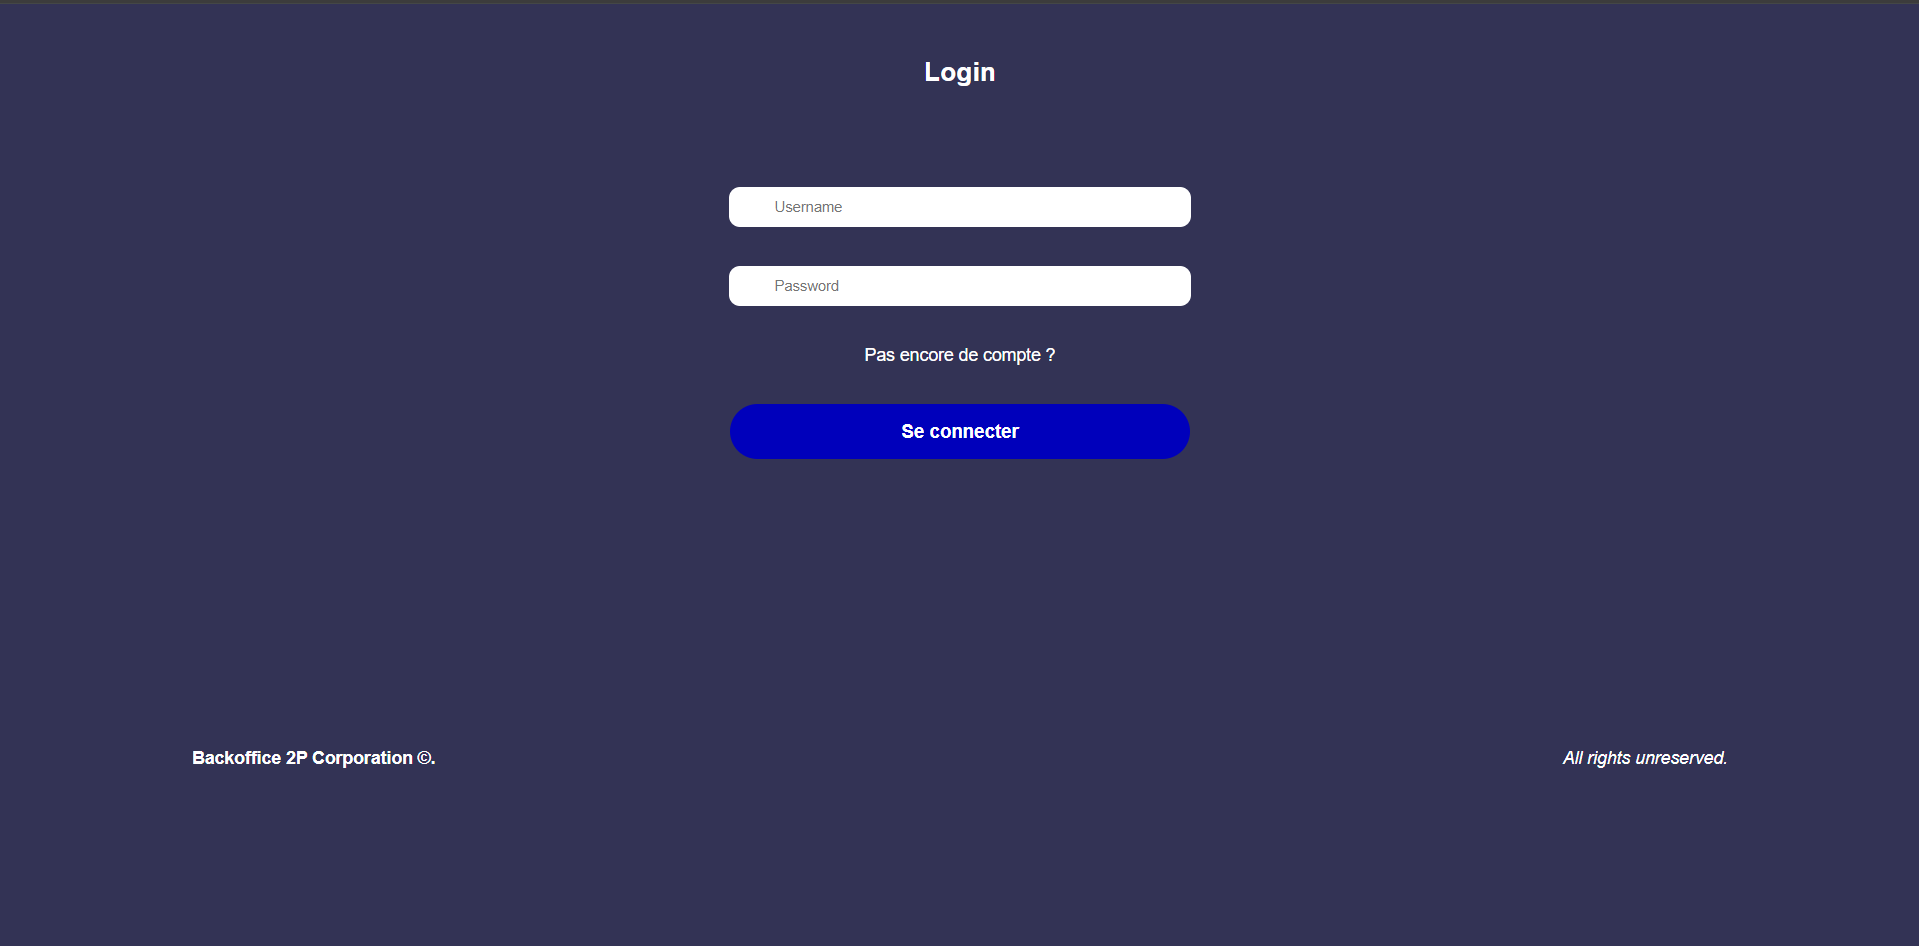 Login
Username
Password
Pas encore de compte ?
Se connecter
Backoffice 2P Corporation ©.
All rights unreserved.